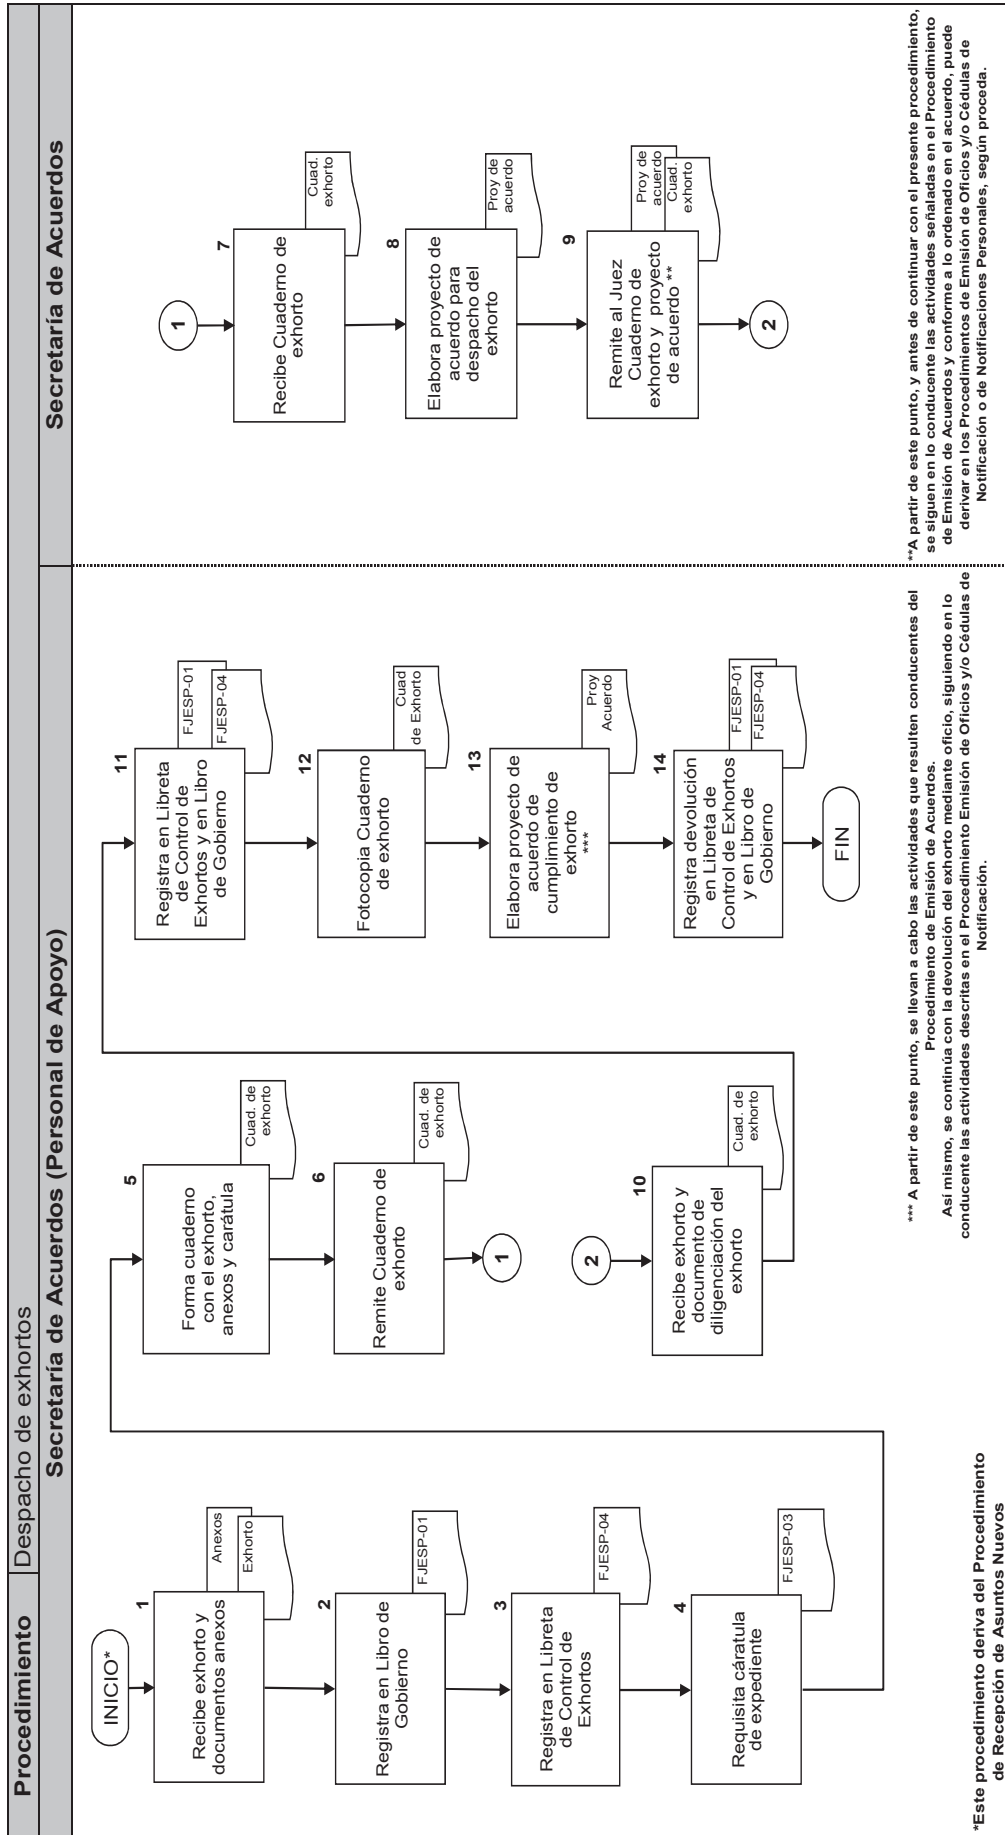 Procedimiento
Despacho de exhortos
Secretaría de Acuerdos (Personal de Apoyo)
Secretaría de Acuerdos
INICIO*
1
Recibe exhorto y
documentos anexos
Anexos
Exhorto
2
Registra en Libro de
Gobierno
FJESP-01
3
Registra en Libreta
de Control de
Exhortos
FJESP-04
4
Requisita cáratula
de expediente
FJESP-03
5
Forma cuaderno
con el exhorto,
anexos y carátula
Cuad. de
exhorto
6
Remite Cuaderno de
exhorto
Cuad. de
exhorto
1
2
10
Recibe exhorto y
documento de
diligenciación del
exhorto
Cuad. de
exhorto
11
Registra en Libreta
de Control de
Exhortos y en Libro
de Gobierno
FJESP-01
FJESP-04
12
Fotocopia Cuaderno
de exhorto
Cuad
de Exhorto
13
Elabora proyecto de
acuerdo de
cumplimiento de
exhorto
***
Proy
Acuerdo
14
Registra devolución
en Libreta de
Control de Exhortos
y en Libro de
Gobierno
FJESP-01
FJESP-04
FIN
1
7
Recibe Cuaderno de
exhorto
Cuad.
exhorto
8
Elabora proyecto de
acuerdo para
despacho del
exhorto
Proy de
acuerdo
9
Remite al Juez
Cuaderno de
exhorto y proyecto
de acuerdo **
Proy de
acuerdo
Cuad.
exhorto
2
*Este procedimiento deriva del Procedimiento
de Recepción de Asuntos Nuevos
*** A partir de este punto, se llevan a cabo las actividades que resulten conducentes del
Procedimiento de Emisión de Acuerdos.
Así mismo, se continúa con la devolución del exhorto mediante oficio, siguiendo en lo
conducente las actividades descritas en el Procedimiento Emisión de Oficios y/o Cédulas de
Notificación.
**A partir de este punto, y antes de continuar con el presente procedimiento,
se siguen en lo conducente las actividades señaladas en el Procedimiento
de Emisión de Acuerdos y conforme a lo ordenado en el acuerdo, puede
derivar en los Procedimientos de Emisión de Oficios y/o Cédulas de
Notificación o de Notificaciones Personales, según proceda.